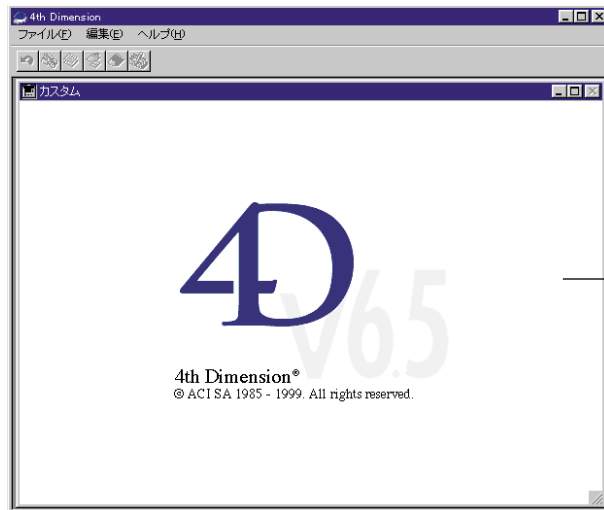 4th Dimension
ファイル(F) 編集(E) ヘルプ(H)
カスタム
4D
V6.5
4th Dimension®
© ACI SA 1985 - 1999. All rights reserved.